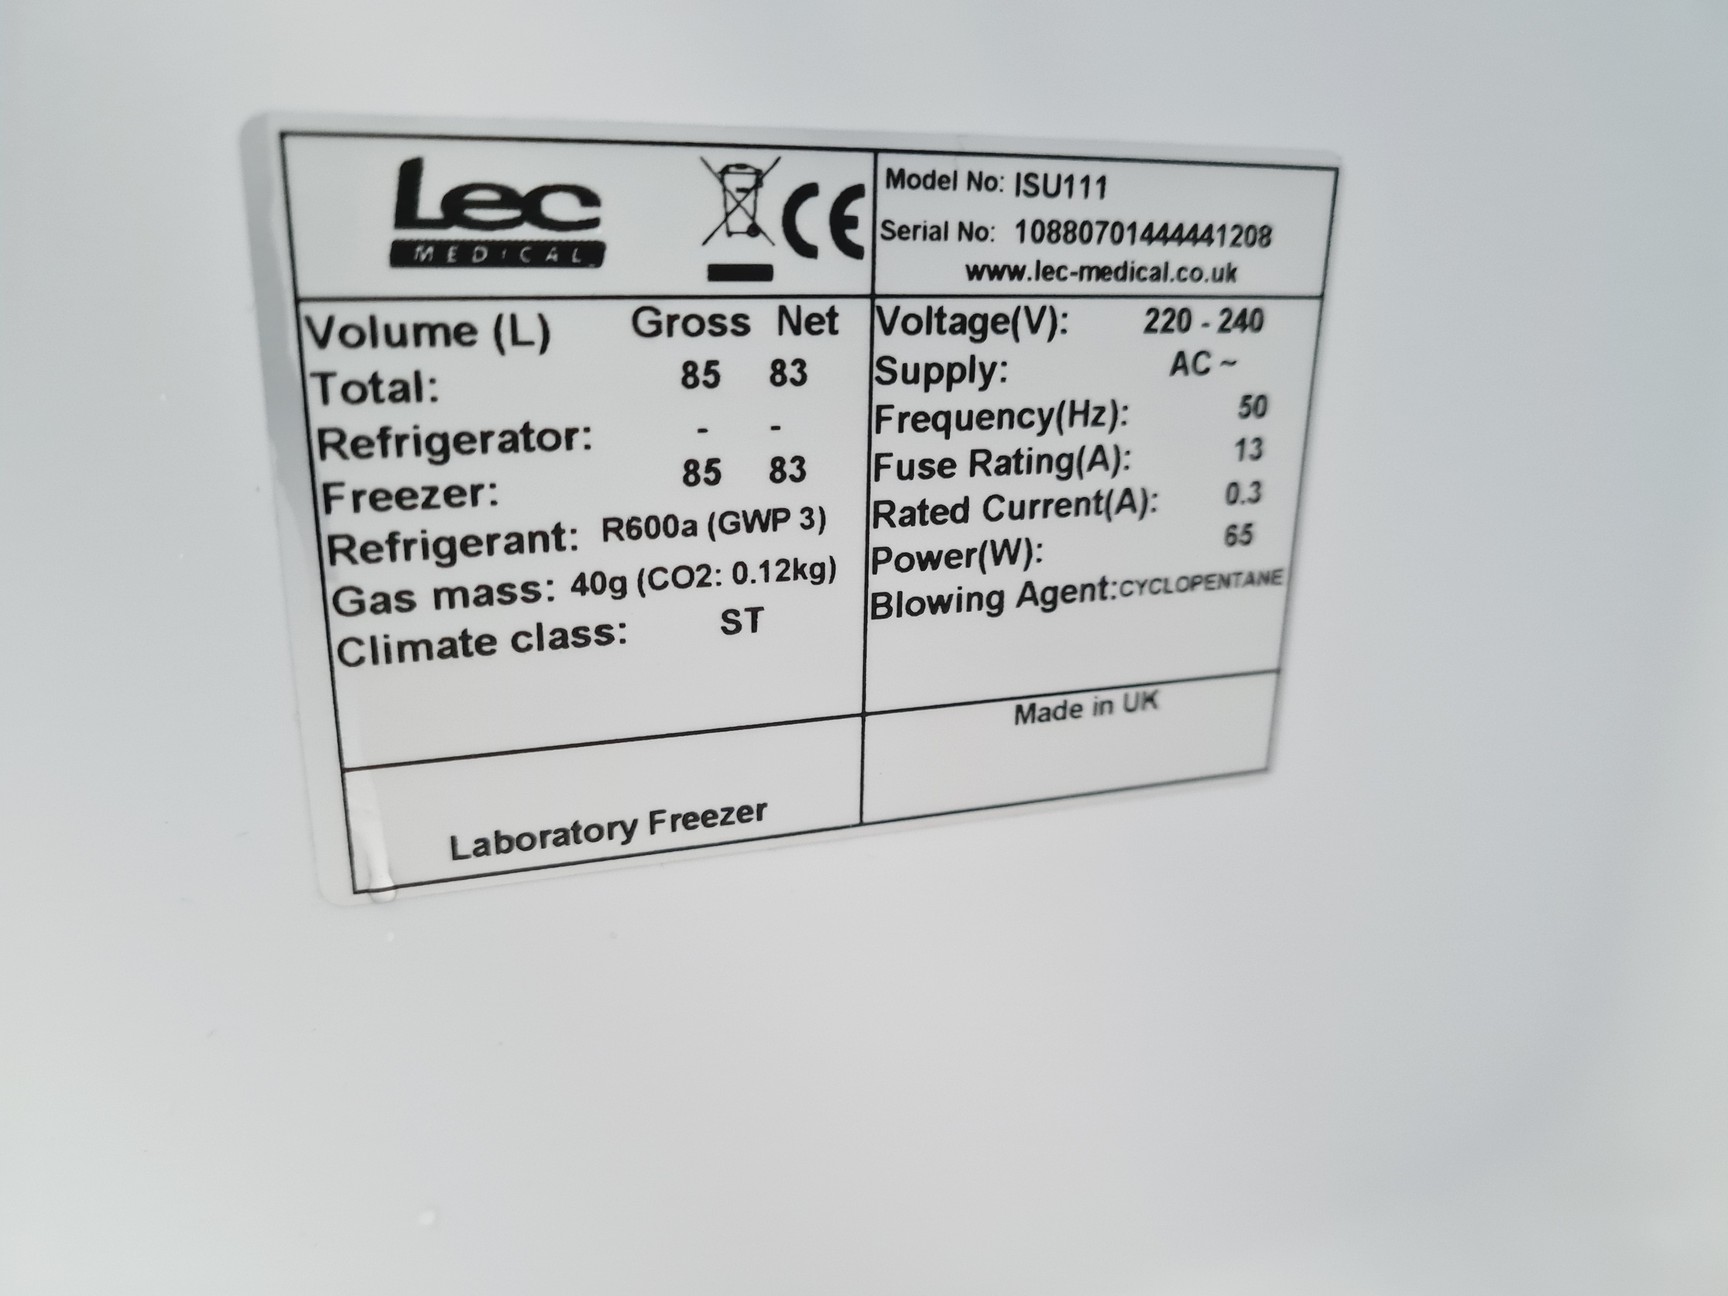 Lec
MEDICAL
CE
Model No: ISU111
Serial No: 10880701444441208
www.lec-medical.co.uk
Volume (L) Gross Net
Total: 85 83
Refrigerator: - -
Freezer: 85 83
Refrigerant: R600a (GWP 3)
Gas mass: 40g (CO2: 0.12kg)
Climate class: ST
Voltage(V): 220 - 240
Supply: AC ~
Frequency(Hz): 50
Fuse Rating(A): 13
Rated Current(A): 0.3
Power(W): 65
Blowing Agent:CYCLOPENTANE
Laboratory Freezer
Made in UK